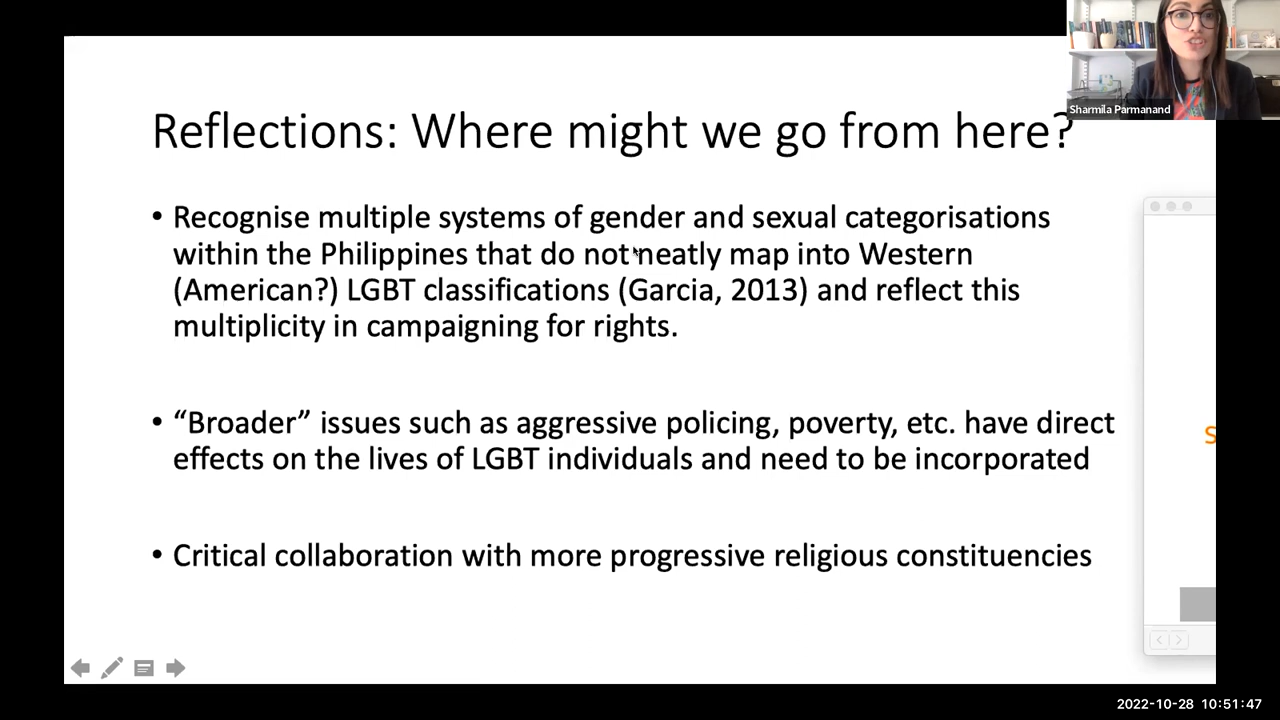 Sharmila Parmanand
Reflections: Where might we go from here?
• Recognise multiple systems of gender and sexual categorisations
within the Philippines that do not neatly map into Western
(American?) LGBT classifications (Garcia, 2013) and reflect this
multiplicity in campaigning for rights.
• “Broader” issues such as aggressive policing, poverty, etc. have direct
effects on the lives of LGBT individuals and need to be incorporated
• Critical collaboration with more progressive religious constituencies
S
2022-10-28 10:51:47